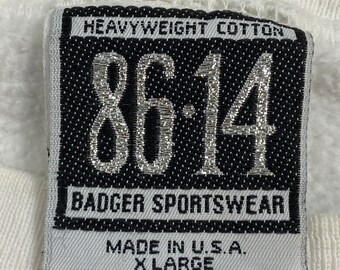 HEAVYWEIGHT COTTON
86·14
BADGER SPORTSWEAR
MADE IN U.S.A.
X LARGE